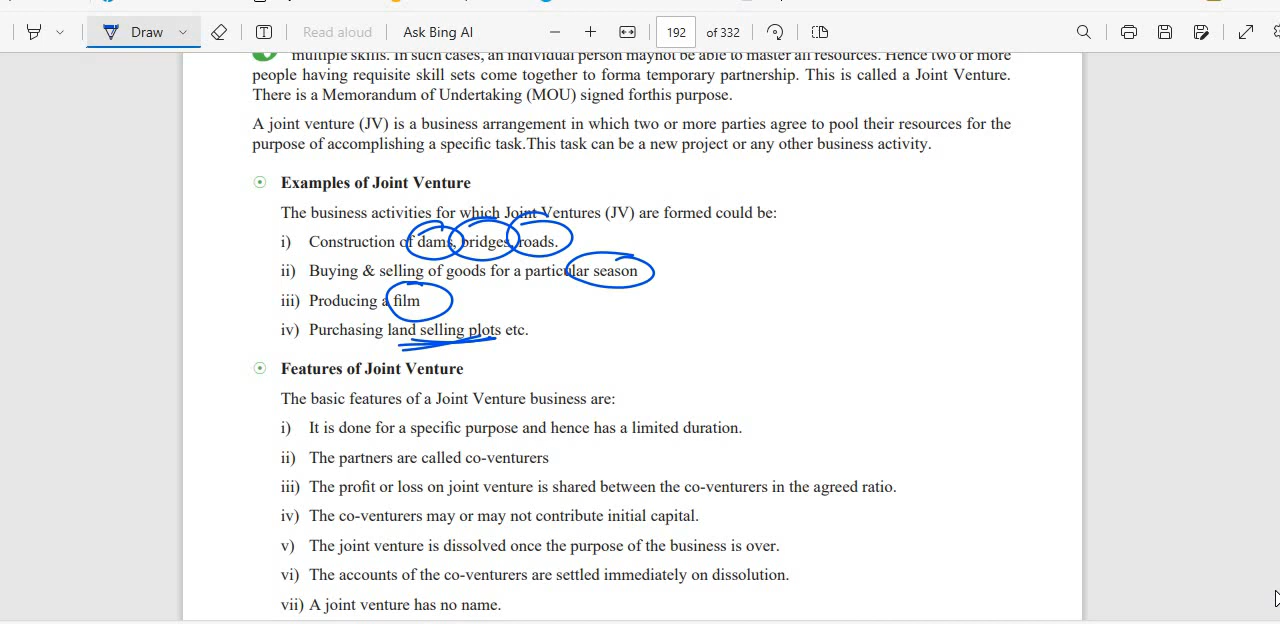 Draw
Read aloud
Ask Bing AI
192
of 332
multiple skills. In such cases, an individual person maynot be able to master all resources. Hence two or more
people having requisite skill sets come together to forma temporary partnership. This is called a Joint Venture.
There is a Memorandum of Undertaking (MOU) signed forthis purpose.
A joint venture (JV) is a business arrangement in which two or more parties agree to pool their resources for the
purpose of accomplishing a specific task.This task can be a new project or any other business activity.
Examples of Joint Venture
The business activities for which Joint Ventures (JV) are formed could be:
i) Construction of dams, bridges, roads.
ii) Buying & selling of goods for a particular season
iii) Producing a film
iv) Purchasing land selling plots etc.
Features of Joint Venture
The basic features of a Joint Venture business are:
i) It is done for a specific purpose and hence has a limited duration.
ii) The partners are called co-venturers
iii) The profit or loss on joint venture is shared between the co-venturers in the agreed ratio.
iv) The co-venturers may or may not contribute initial capital.
v) The joint venture is dissolved once the purpose of the business is over.
vi) The accounts of the co-venturers are settled immediately on dissolution.
vii) A joint venture has no name.